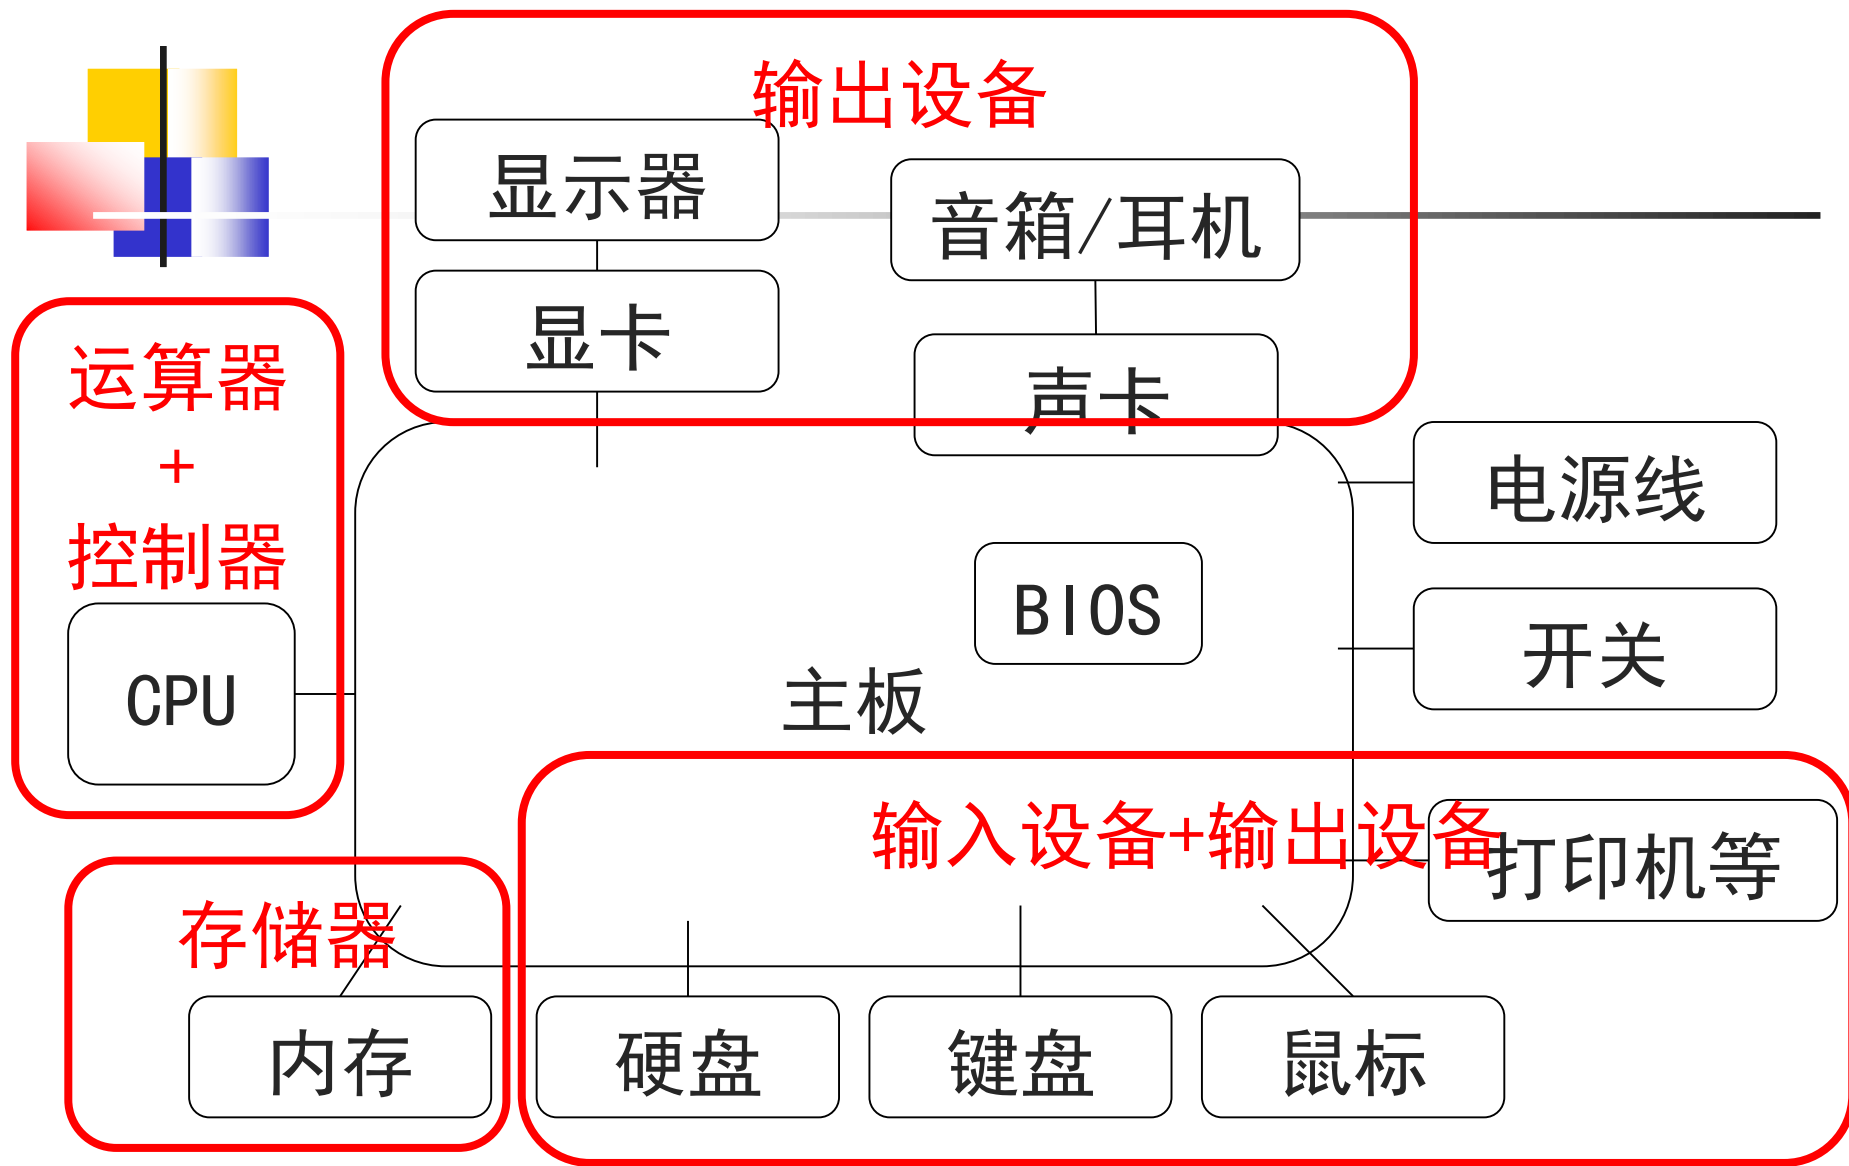 输出设备
显示器
音箱/耳机
显卡
声卡
运算器
+
控制器
CPU
电源线
BIOS
开关
主板
输入设备+输出设备
打印机等
存储器
内存
硬盘
键盘
鼠标